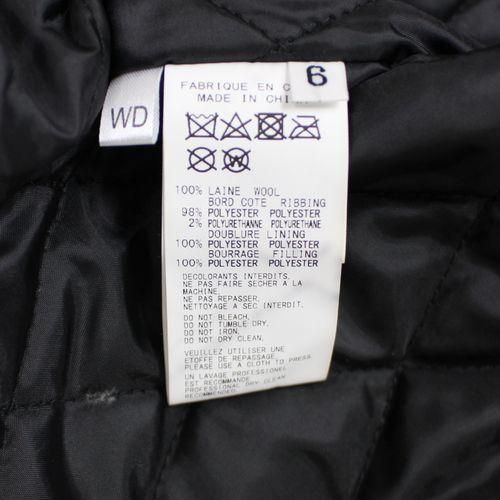 6
WD
FABRIQUE EN
MADE IN
W
100% LAINE WOOL
BORD COTE RIBBING
98% POLYESTER POLYESTER
2% POLYURETHANNE POLYURETHANE
DOUBLURE LINING
100% POLYESTER POLYESTER
BOURRAGE FILLING
100% POLYESTER POLYESTER
DECOLORANTS INTERDITS.
NE PAS FAIRE SECHER A LA
MACHINE.
NE PAS REPASSER.
NETTOYAGE A SEC INTERDIT.
DO NOT BLEACH.
DO NOT TUMBLE DRY.
DO NOT IRON.
DO NOT DRY CLEAN.
VEUILLEZ UTILISER UNE
ETOFFE DE REPASSAGE.
PLEASE USE A CLOTH TO PRESS.
UN LAVAGE PROFESSIONNEL
EST RECOMMANDE
PROFESSIONAL DRY-CLEAN
RECOMMENDED